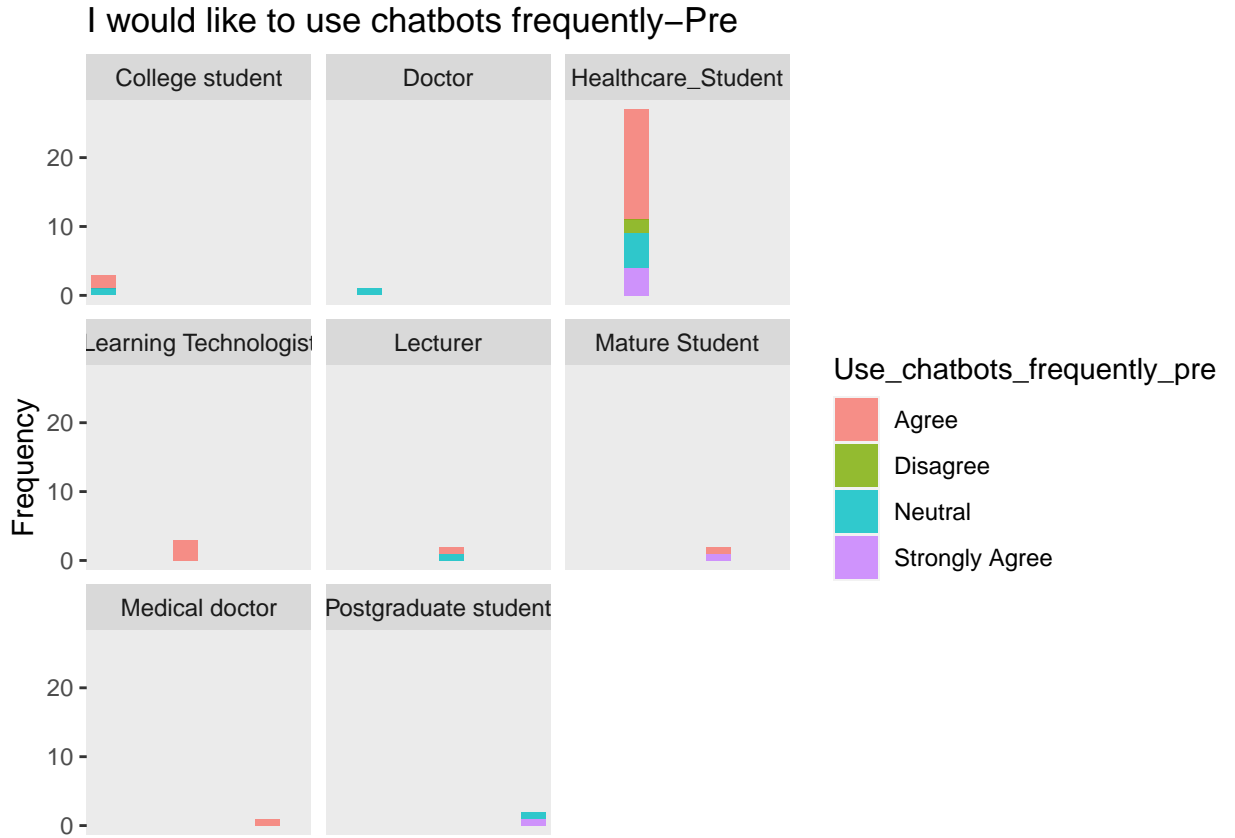 I would like to use chatbots frequently−Pre
College student
Doctor
Healthcare_Student
20
10
0
Learning Technologist
Lecturer
Mature Student
20
10
0
Medical doctor
Postgraduate student
20
10
0
Frequency
Use_chatbots_frequently_pre
Agree
Disagree
Neutral
Strongly Agree